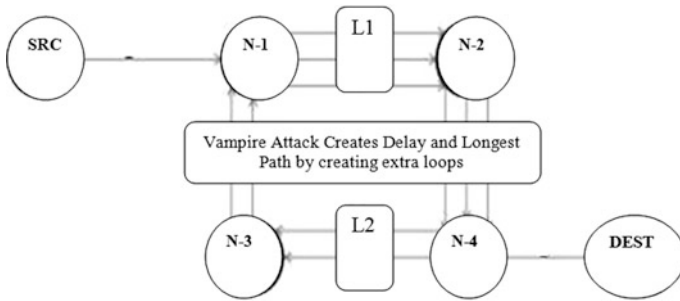 SRC
N-1
L1
N-2
Vampire Attack Creates Delay and Longest
Path by creating extra loops
N-3
L2
N-4
DEST